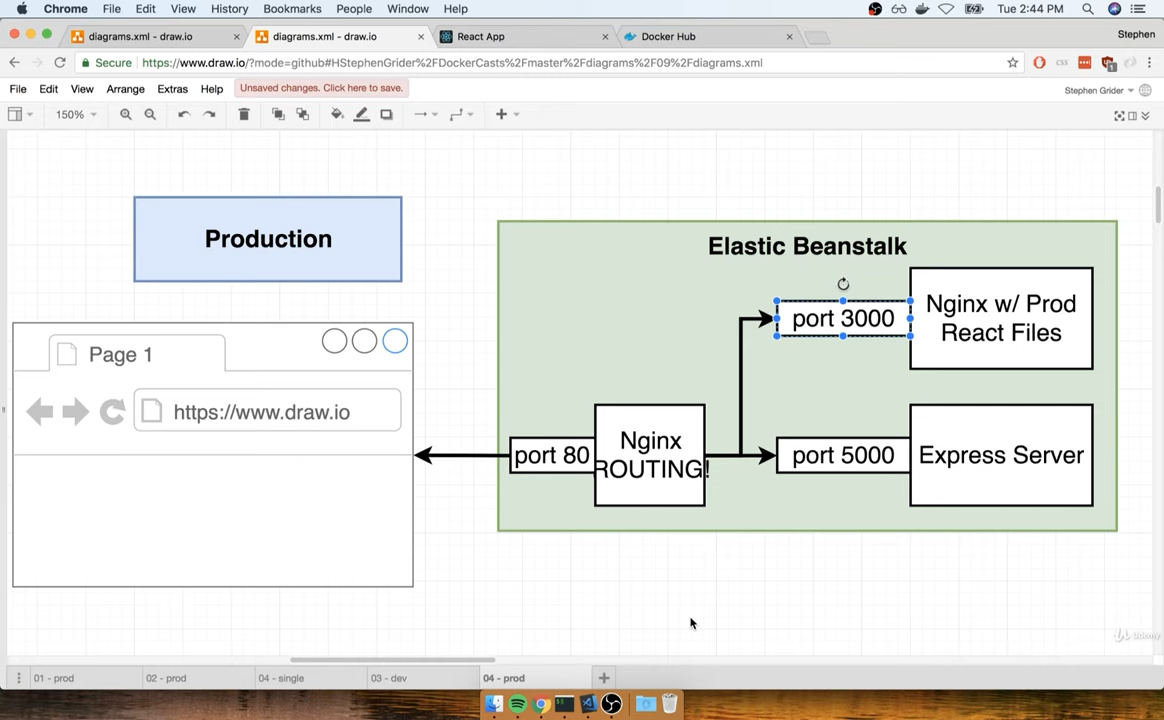 Chrome File Edit View History Bookmarks People Window Help Tue 2:44 PM
diagrams.xml - draw.io
diagrams.xml - draw.io
React App
Docker Hub
Stephen
Secure https://www.draw.io/?mode=github#HStephenGrider%2FDockerCasts%2Fmaster%2Fdiagrams%2F09%2Fdiagrams.xml
css
1
File Edit View Arrange Extras Help Unsaved changes. Click here to save. Stephen Grider
150%
Production
Elastic Beanstalk
port 3000
Nginx w/ Prod
React Files
Page 1
https://www.draw.io
port 80
Nginx
ROUTING!
port 5000
Express Server
Udemy
01 - prod
02 - prod
04 - single
03 - dev
04 - prod